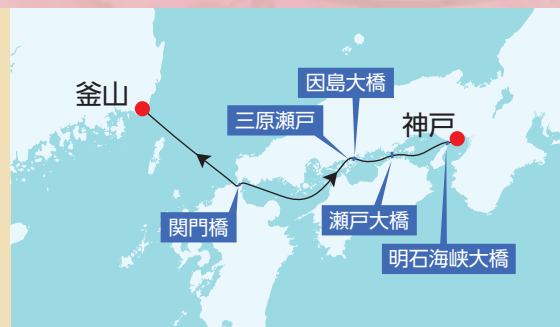 釜山
因島大橋
三原瀬戸
神戸
関門橋
瀬戸大橋
明石海峡大橋